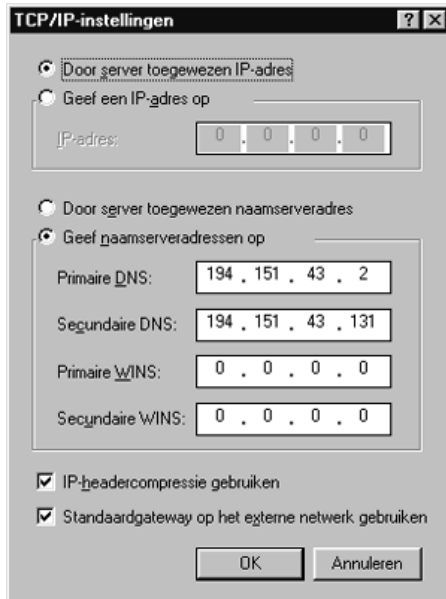 TCP/IP-instellingen
Door server toegewezen IP-adres
Geef een IP-adres op
IP-adres: 0 . 0 . 0 . 0
Door server toegewezen naamserveradres
Geef naamserveradressen op
Primaire DNS: 194 . 151 . 43 . 2
Secundaire DNS: 194 . 151 . 43 . 131
Primaire WINS: 0 . 0 . 0 . 0
Secundaire WINS: 0 . 0 . 0 . 0
IP-headercompressie gebruiken
Standaardgateway op het externe netwerk gebruiken
OK Annuleren